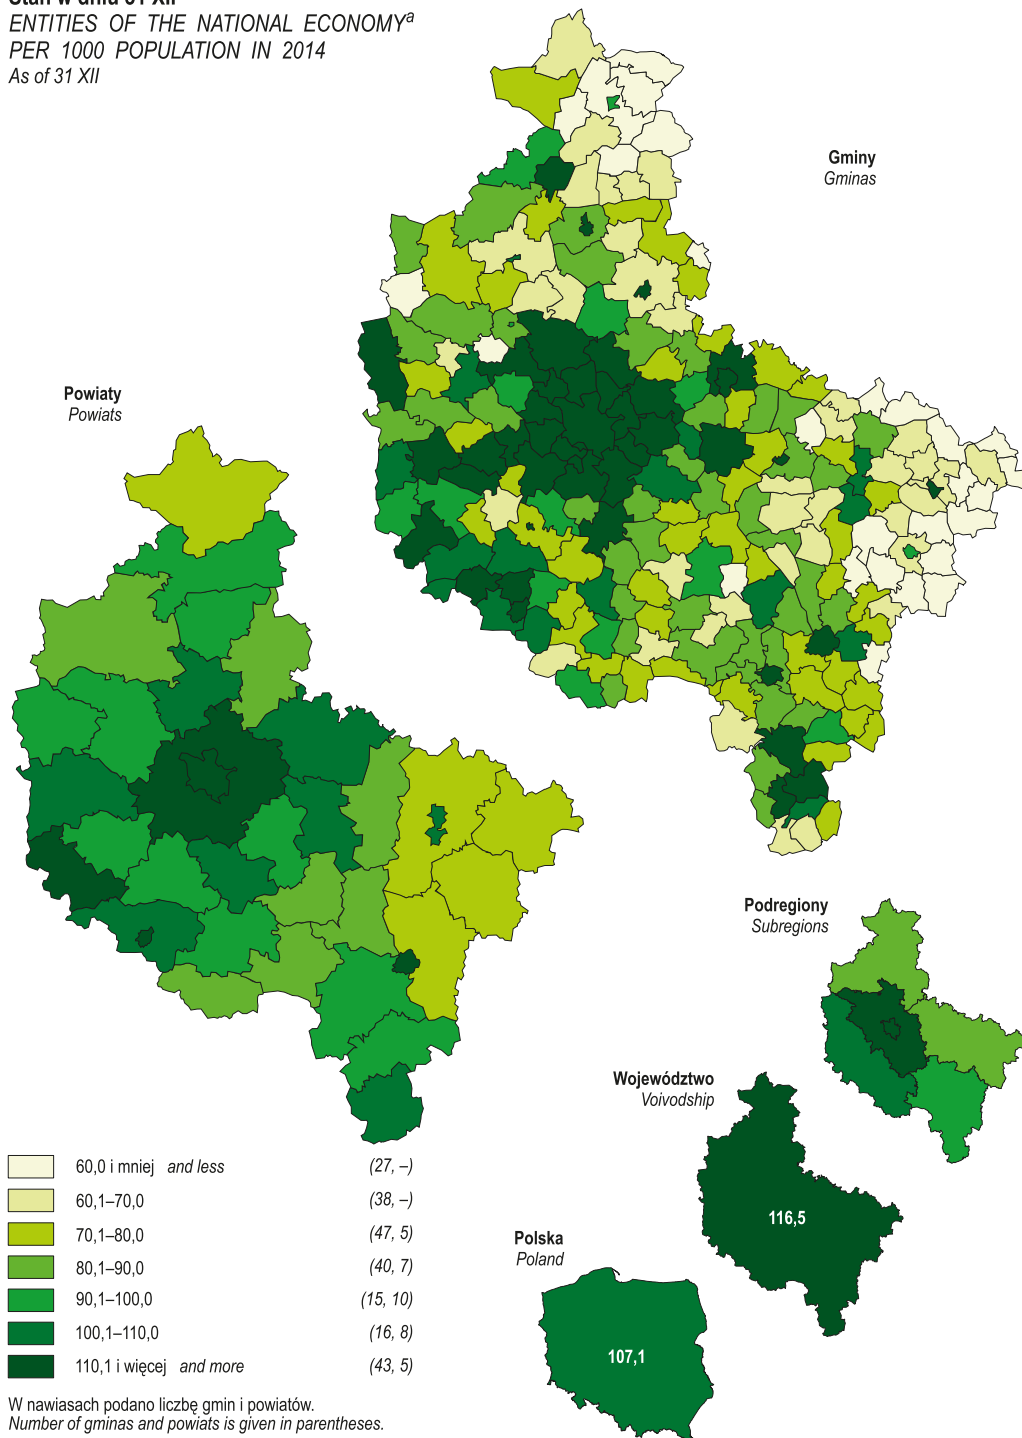 Stan w dniu 31 XII
ENTITIES OF THE NATIONAL ECONOMYa
PER 1000 POPULATION IN 2014
As of 31 XII
Gminy
Gminas
Powiaty
Powiats
Podregiony
Subregions
Województwo
Voivodship
116,5
Polska
Poland
107,1
60,0 i mniej and less (27, –)
60,1–70,0 (38, –)
70,1–80,0 (47, 5)
80,1–90,0 (40, 7)
90,1–100,0 (15, 10)
100,1–110,0 (16, 8)
110,1 i więcej and more (43, 5)
W nawiasach podano liczbę gmin i powiatów.
Number of gminas and powiats is given in parentheses.